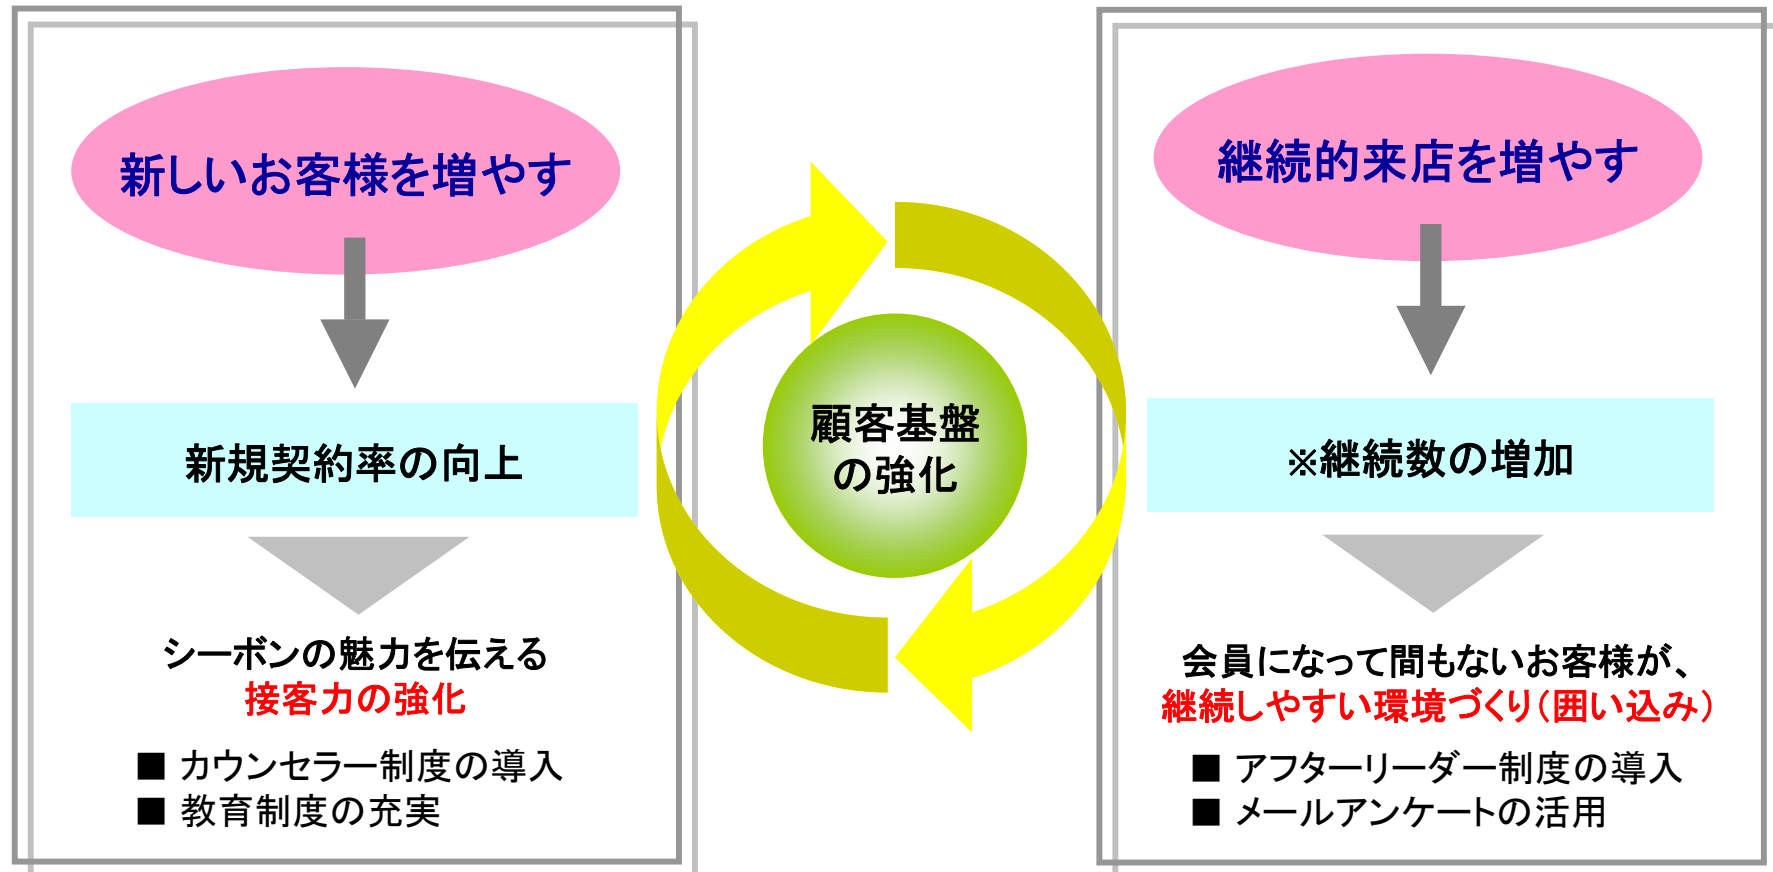 新しいお客様を増やす
新規契約率の向上
シーボンの魅力を伝える
接客力の強化
■ カウンセラー制度の導入
■ 教育制度の充実
顧客基盤
の強化
継続的来店を増やす
※継続数の増加
会員になって間もないお客様が、
継続しやすい環境づくり(囲い込み)
■ アフターリーダー制度の導入
■ メールアンケートの活用